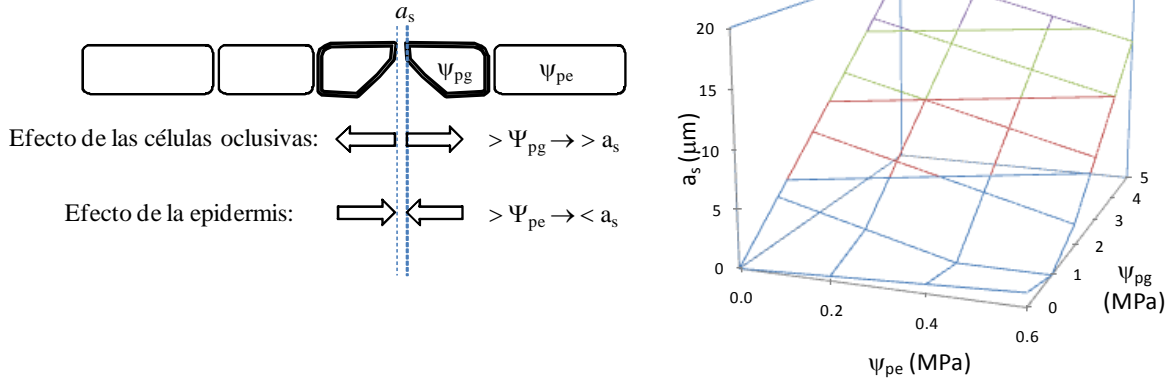 a_s
Ψ_pg
Ψ_pe
Efecto de las células oclusivas:
> Ψ_pg → > a_s
Efecto de la epidermis:
> Ψ_pe → < a_s
20
15
10
5
0
a_s (μm)
0.0
0.2
0.4
0.6
ψ_pe (MPa)
5
4
3
2
1
0
ψ_pg
(MPa)